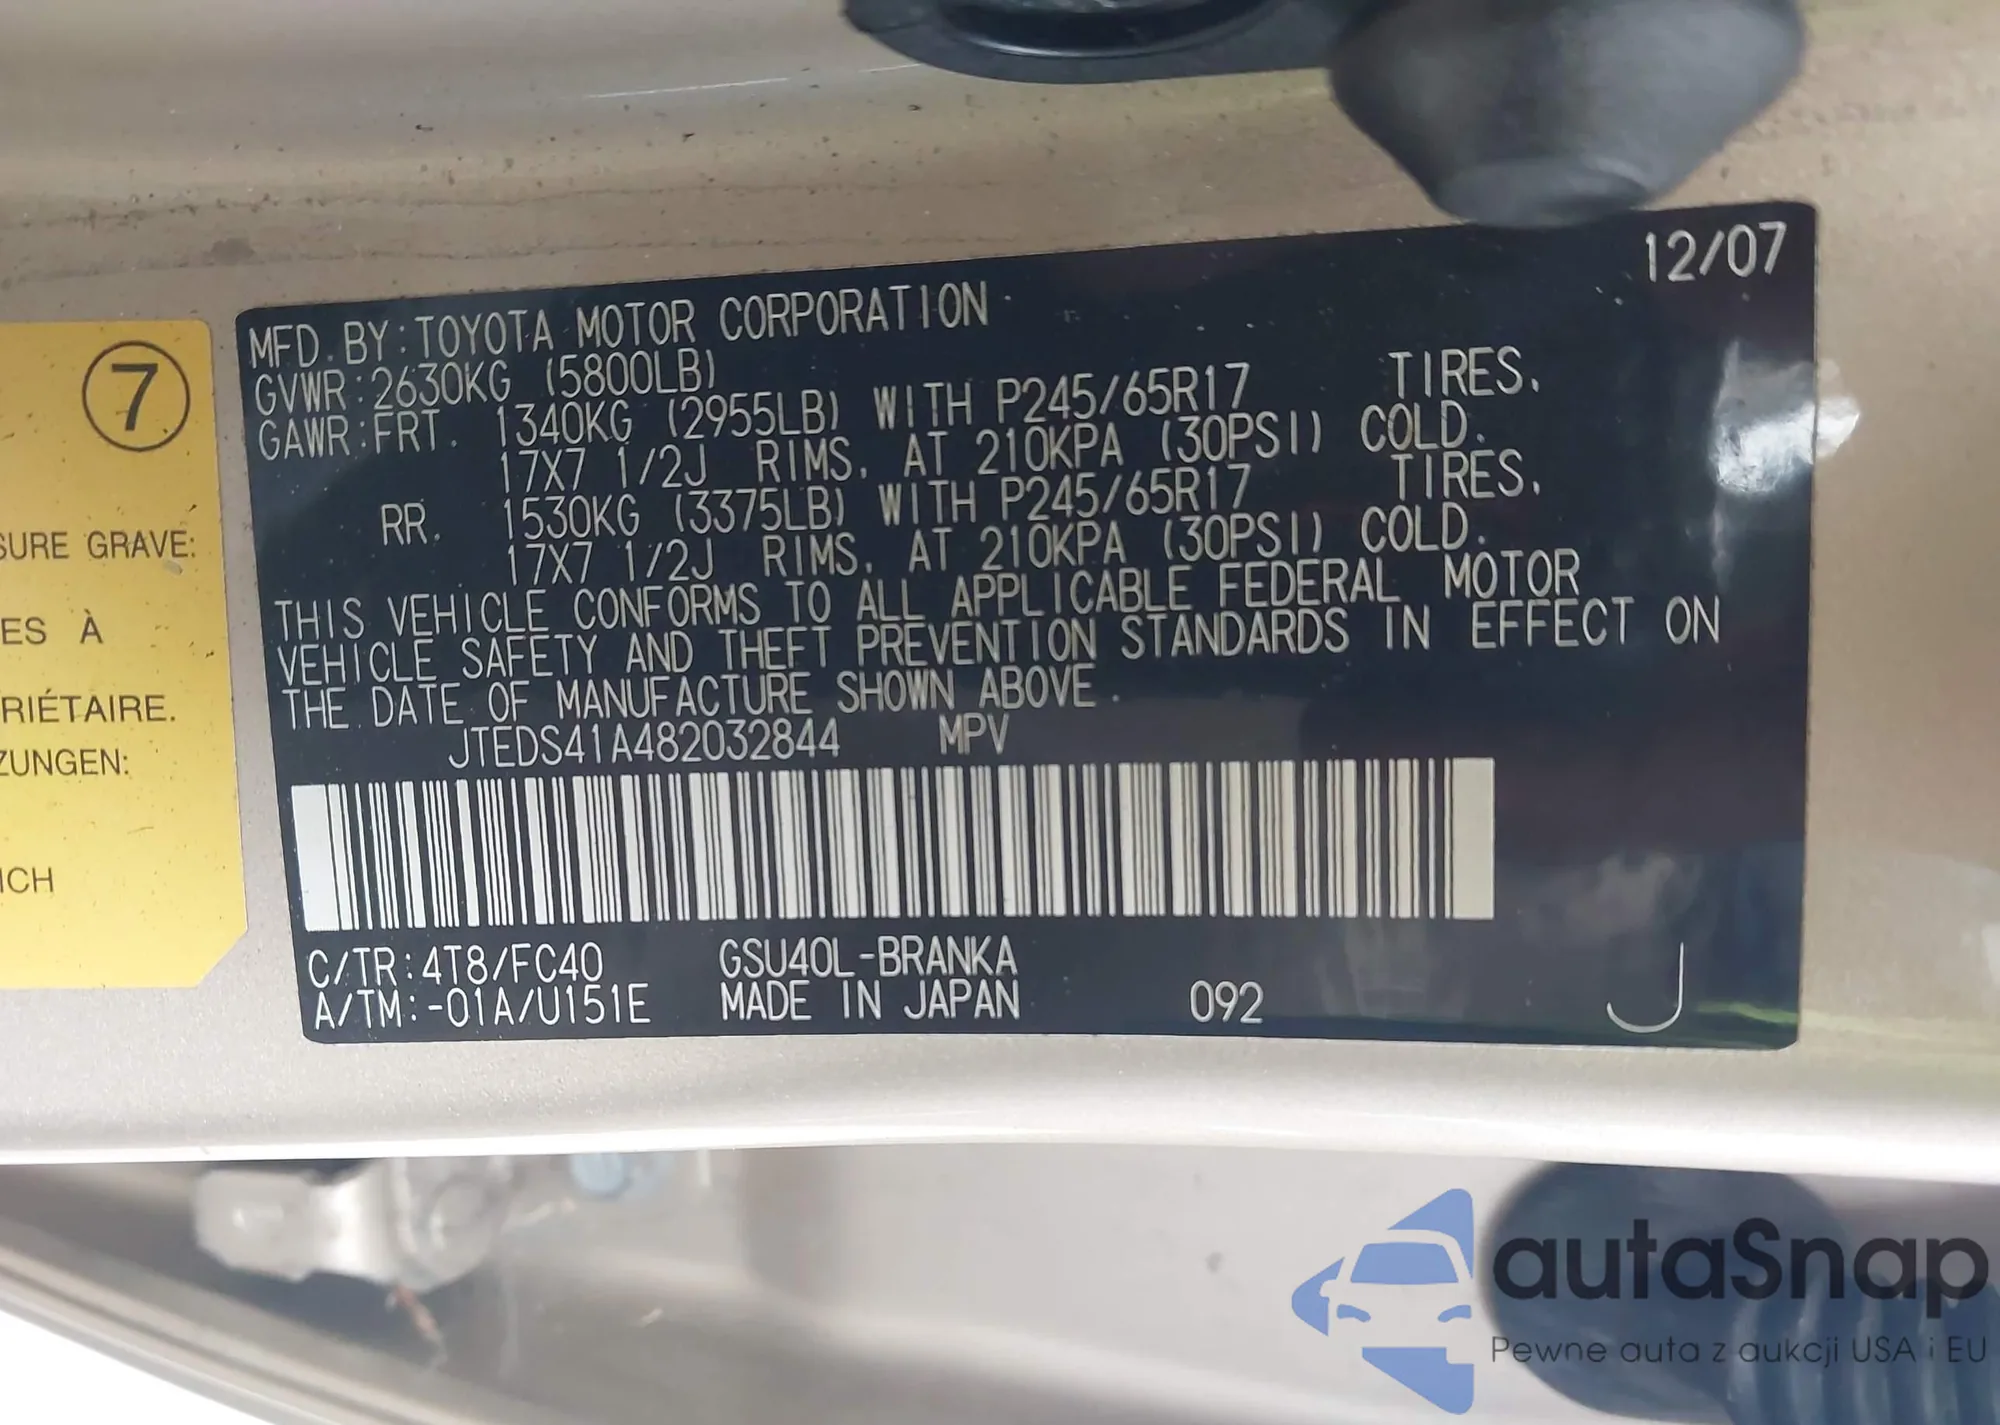 12/07
MFD. BY: TOYOTA MOTOR CORPORATION
GVWR: 2630KG (5800LB)
GAWR: FRT. 1340KG (2955LB) WITH P245/65R17 TIRES,
17X7 1/2J RIMS, AT 210KPA (30PSI) COLD.
RR. 1530KG (3375LB) WITH P245/65R17 TIRES,
17X7 1/2J RIMS, AT 210KPA (30PSI) COLD.
THIS VEHICLE CONFORMS TO ALL APPLICABLE FEDERAL MOTOR
VEHICLE SAFETY AND THEFT PREVENTION STANDARDS IN EFFECT ON
THE DATE OF MANUFACTURE SHOWN ABOVE.
JTEDS41A482032844 MPV
C/TR: 4T8/FC40 GSU40L-BRANKA
A/TM: -01A/U151E MADE IN JAPAN 092 J
7
SURE GRAVE:
ES À
RIÉTAIRE.
ZUNGEN:
ICH
autaSnap
Pewne auta z aukcji USA i EU